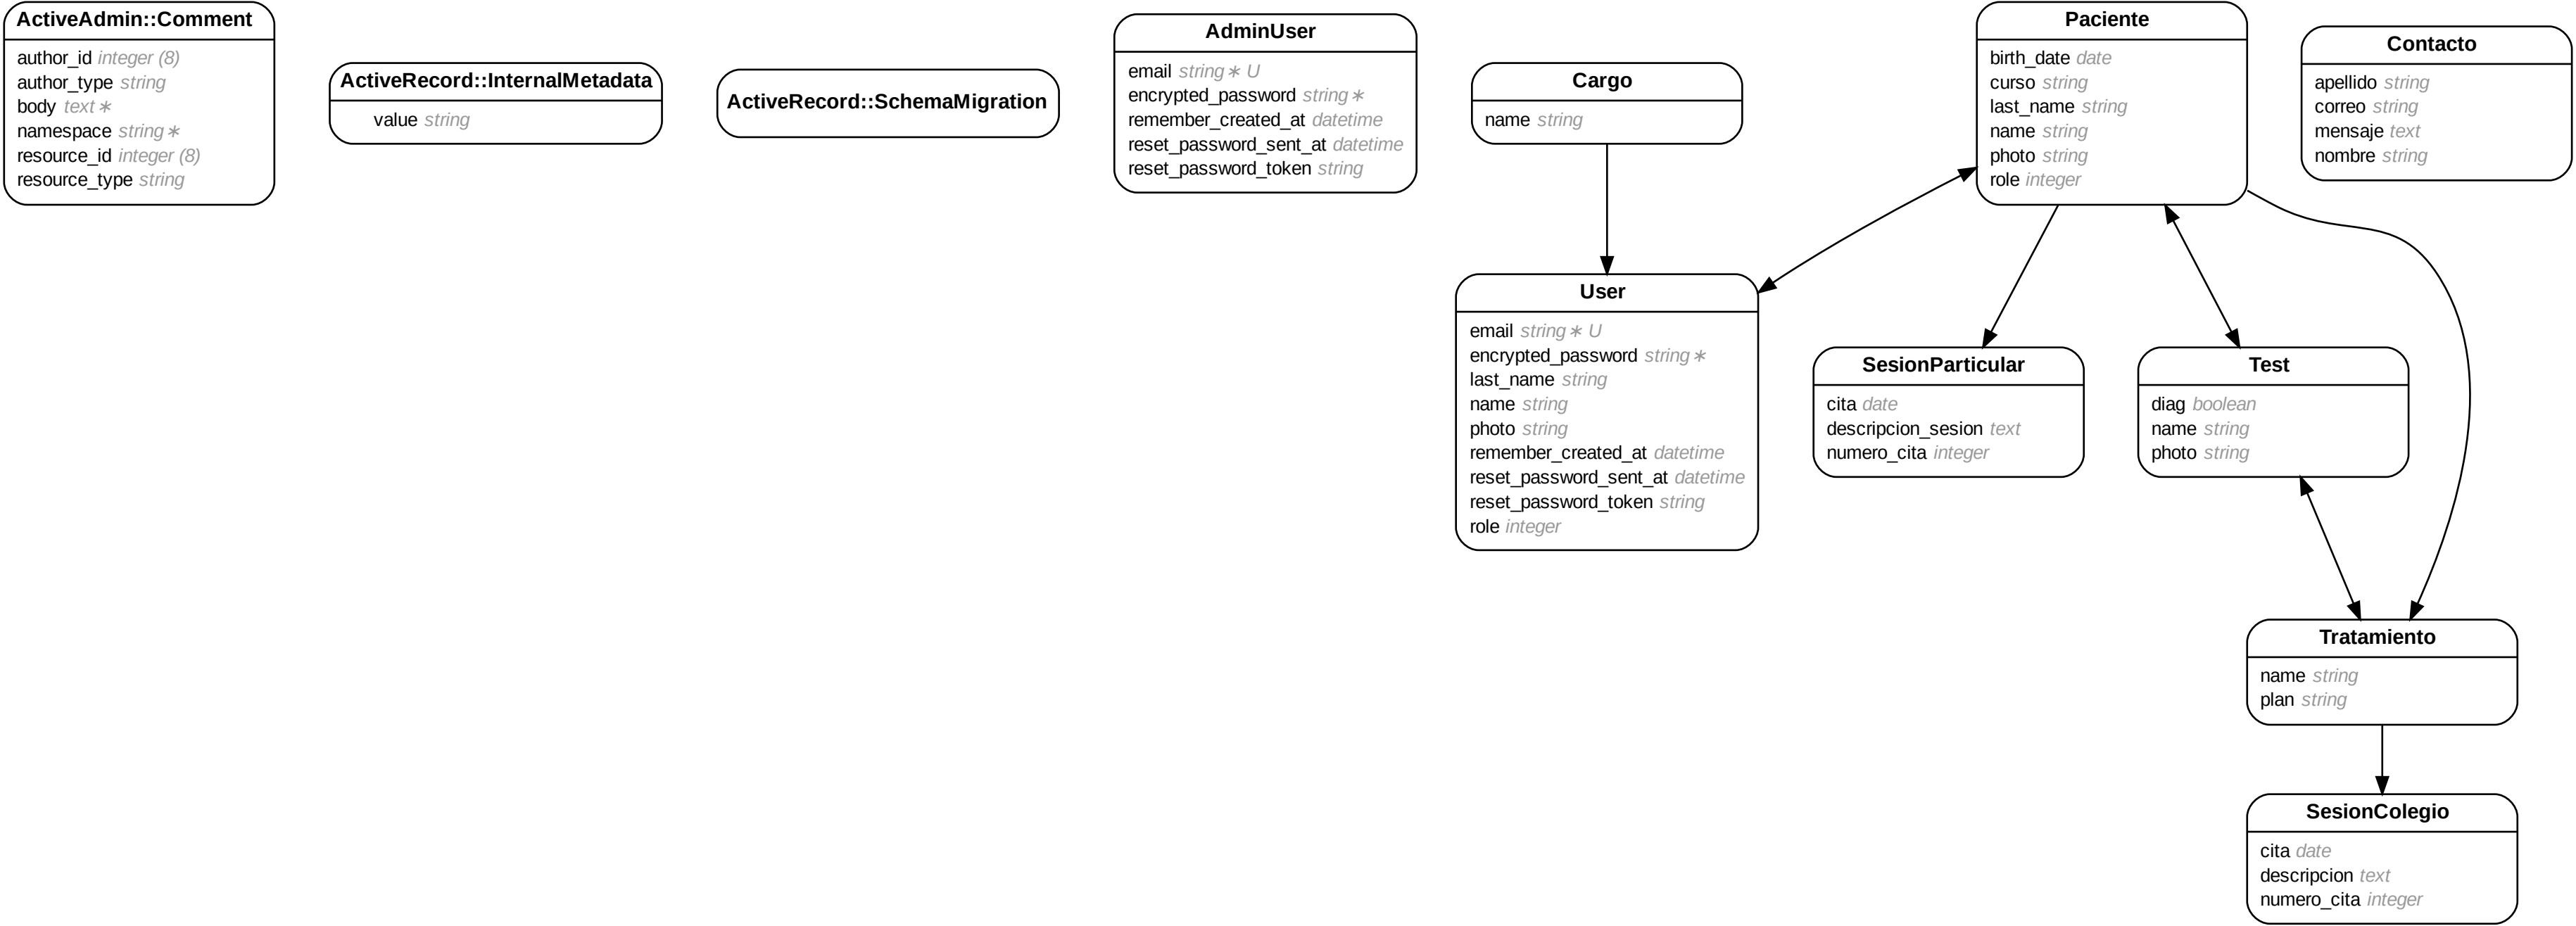 ActiveAdmin::Comment
author_id integer (8)
author_type string
body text ∗
namespace string ∗
resource_id integer (8)
resource_type string
ActiveRecord::InternalMetadata
value string
ActiveRecord::SchemaMigration
AdminUser
email string ∗ U
encrypted_password string ∗
remember_created_at datetime
reset_password_sent_at datetime
reset_password_token string
Cargo
name string
Paciente
birth_date date
curso string
last_name string
name string
photo string
role integer
Contacto
apellido string
correo string
mensaje text
nombre string
User
email string ∗ U
encrypted_password string ∗
last_name string
name string
photo string
remember_created_at datetime
reset_password_sent_at datetime
reset_password_token string
role integer
SesionParticular
cita date
descripcion_sesion text
numero_cita integer
Test
diag boolean
name string
photo string
Tratamiento
name string
plan string
SesionColegio
cita date
descripcion text
numero_cita integer